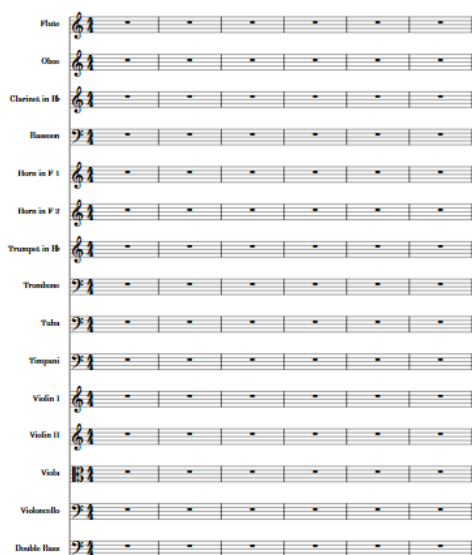 Flute
Oboe
Clarinet in B♭
Bassoon
Horn in F 1
Horn in F 2
Trumpet in B♭
Trombone
Tuba
Timpani
Violin I
Violin II
Viola
Violoncello
Double Bass